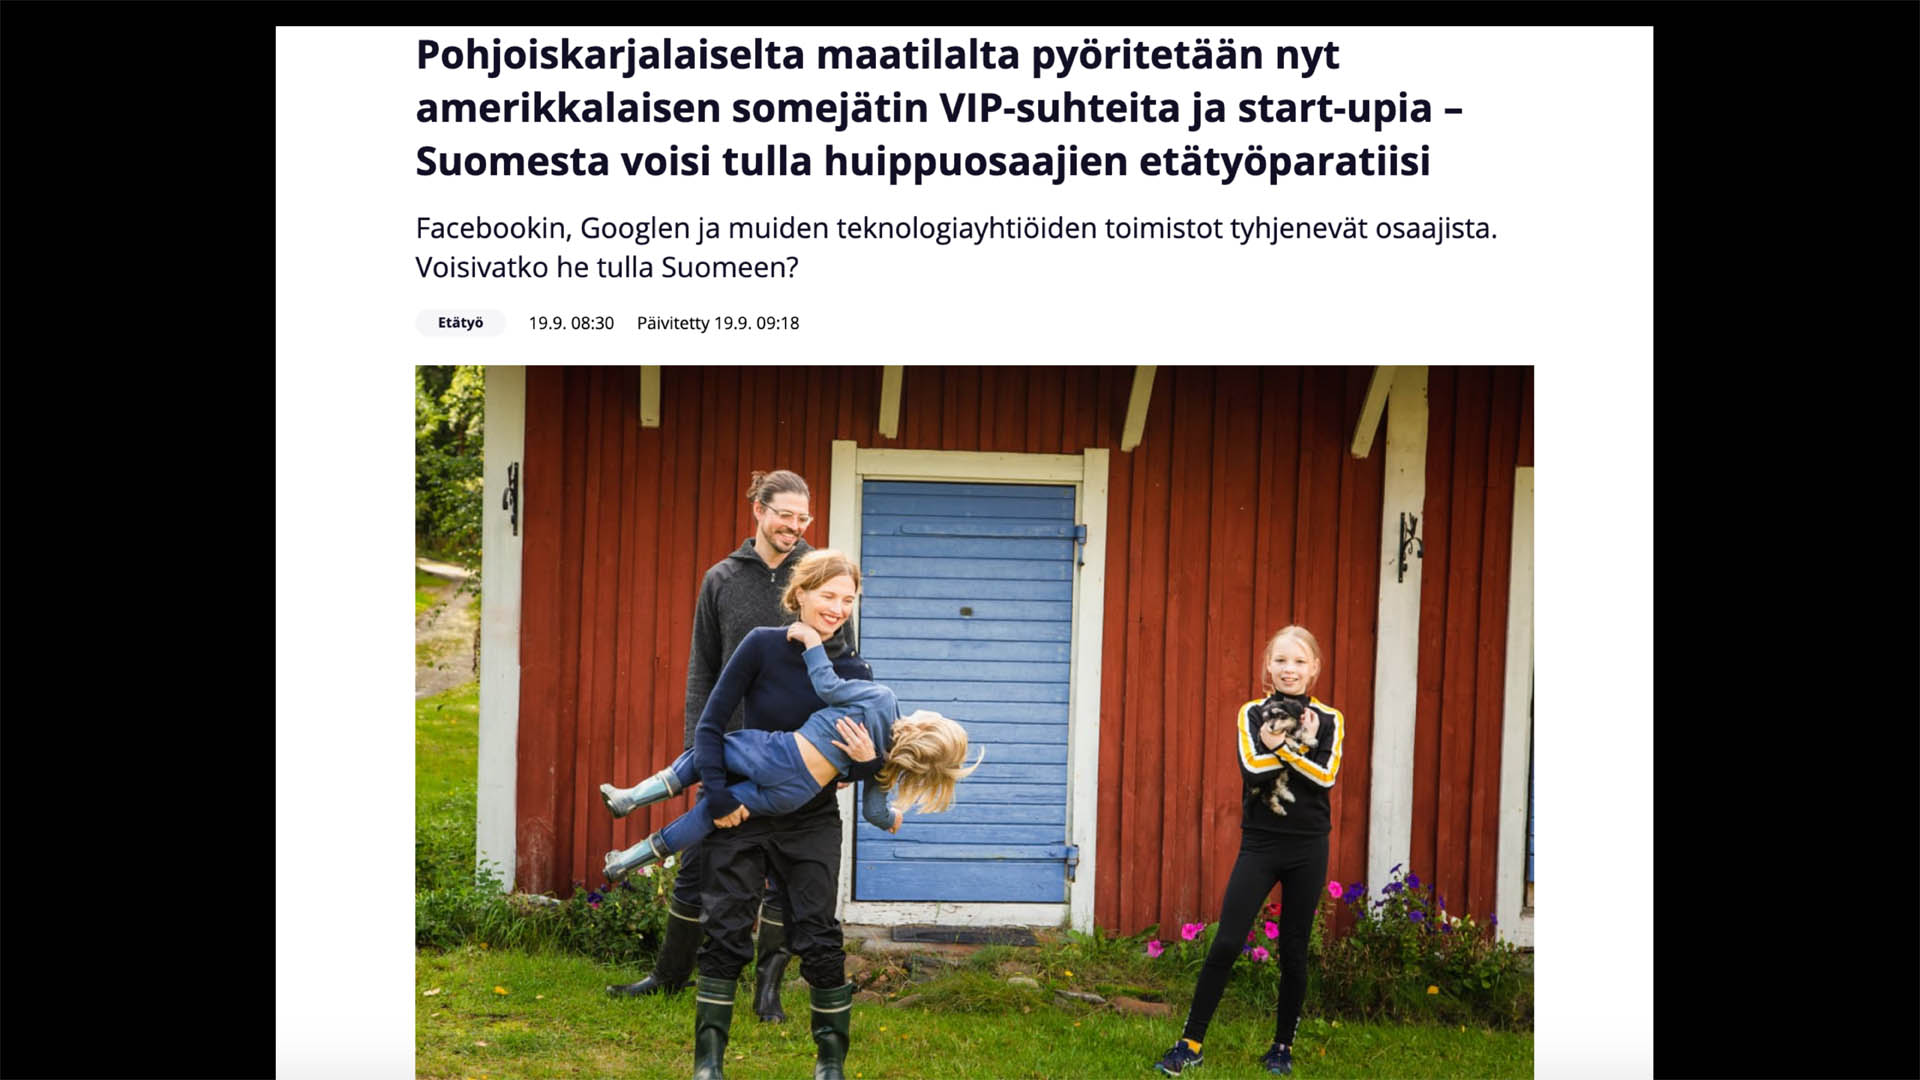 Pohjoiskarjalaiselta maatilalta pyöritetään nyt
amerikkalaisen somejätin VIP-suhteita ja start-upia –
Suomesta voisi tulla huippuosaajien etätyöparatiisi
Facebookin, Googlen ja muiden teknologiayhtiöiden toimistot tyhjenevät osaajista.
Voisivatko he tulla Suomeen?
Etätyö 19.9. 08:30 Päivitetty 19.9. 09:18